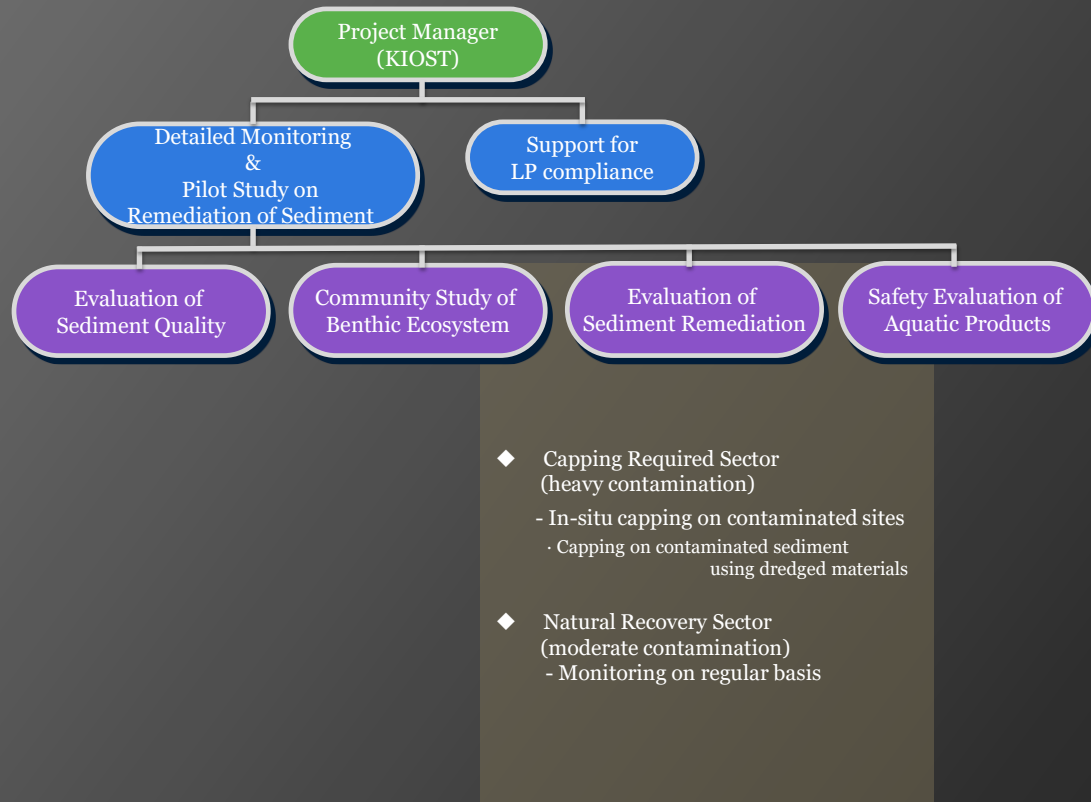 Project Manager
(KIOST)
Detailed Monitoring
&
Pilot Study on
Remediation of Sediment
Support for
LP compliance
Evaluation of
Sediment Quality
Community Study of
Benthic Ecosystem
Evaluation of
Sediment Remediation
Safety Evaluation of
Aquatic Products
◆ Capping Required Sector
(heavy contamination)
- In-situ capping on contaminated sites
· Capping on contaminated sediment
using dredged materials
◆ Natural Recovery Sector
(moderate contamination)
- Monitoring on regular basis